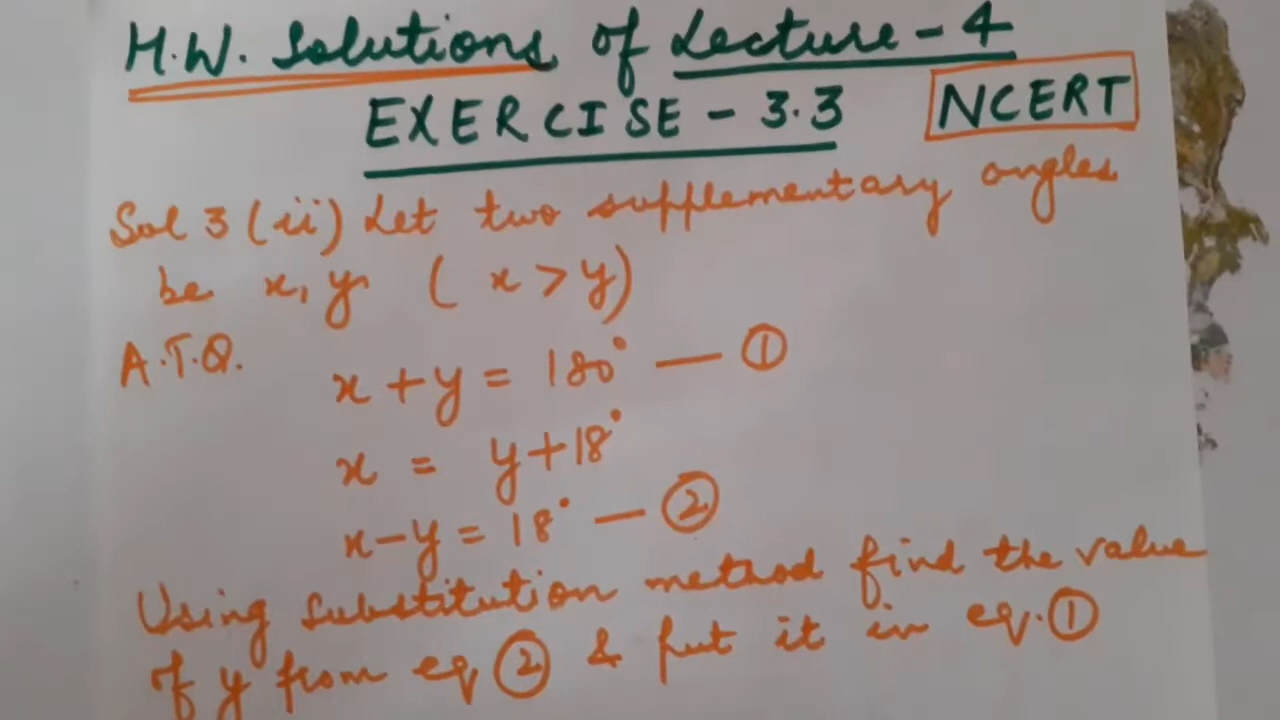 H.W. Solutions of Lecture - 4
EXERCISE - 3.3 NCERT
Sol 3 (ii) Let two supplementary angles
be x, y (x > y)
A.T.Q.
x + y = 180° — ①
x = y + 18°
x - y = 18° — ②
Using substitution method find the value
of y from eq ② & put it in eq. ①